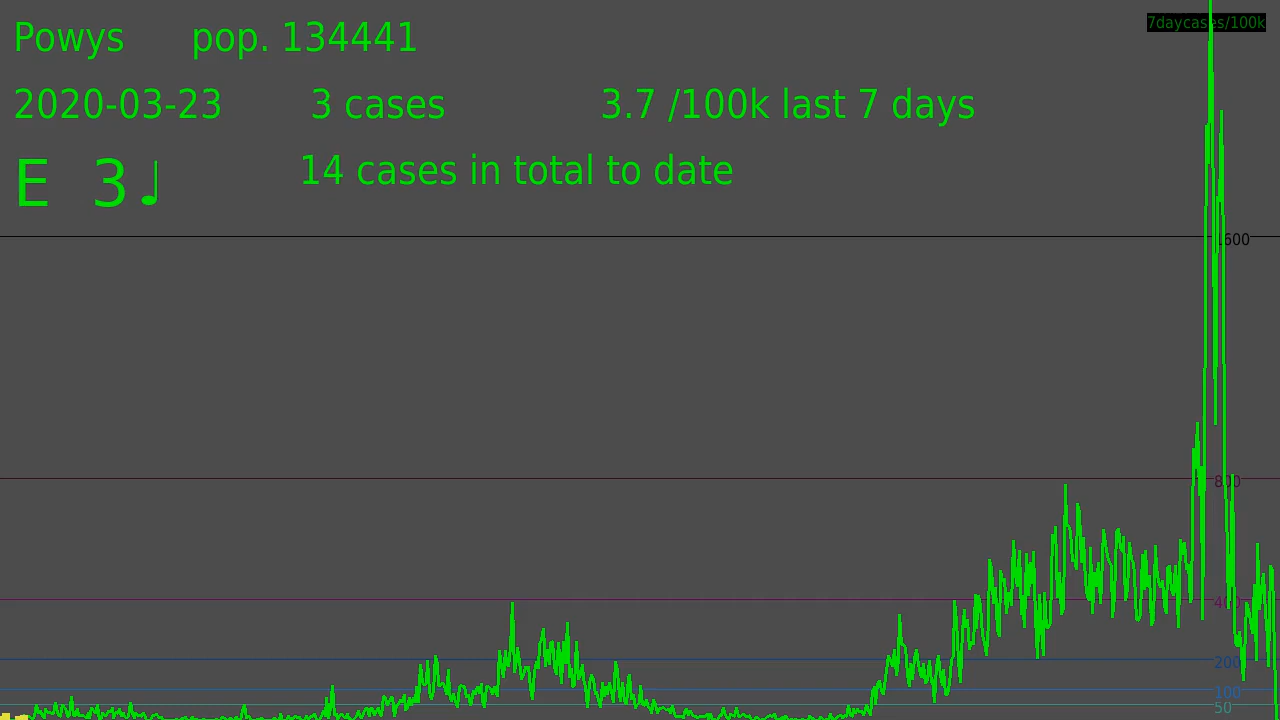 Powys pop. 134441
7daycases/100k
2020-03-23 3 cases 3.7 /100k last 7 days
E 3♩ 14 cases in total to date
1600
800
400
200
100
50